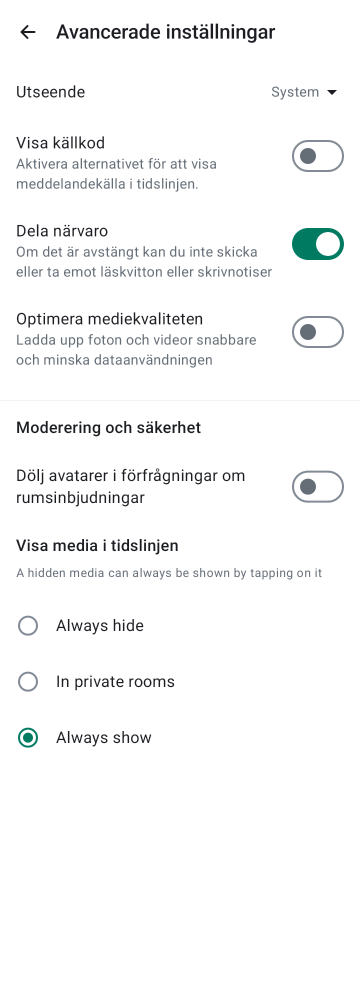 Avancerade inställningar
Utseende
System
Visa källkod
Aktivera alternativet för att visa
meddelandekälla i tidslinjen.
Dela närvaro
Om det är avstängt kan du inte skicka
eller ta emot läskvitton eller skrivnotiser
Optimera mediekvaliteten
Ladda upp foton och videor snabbare
och minska dataanvändningen
Moderering och säkerhet
Dölj avatarer i förfrågningar om
rumsinbjudningar
Visa media i tidslinjen
A hidden media can always be shown by tapping on it
Always hide
In private rooms
Always show